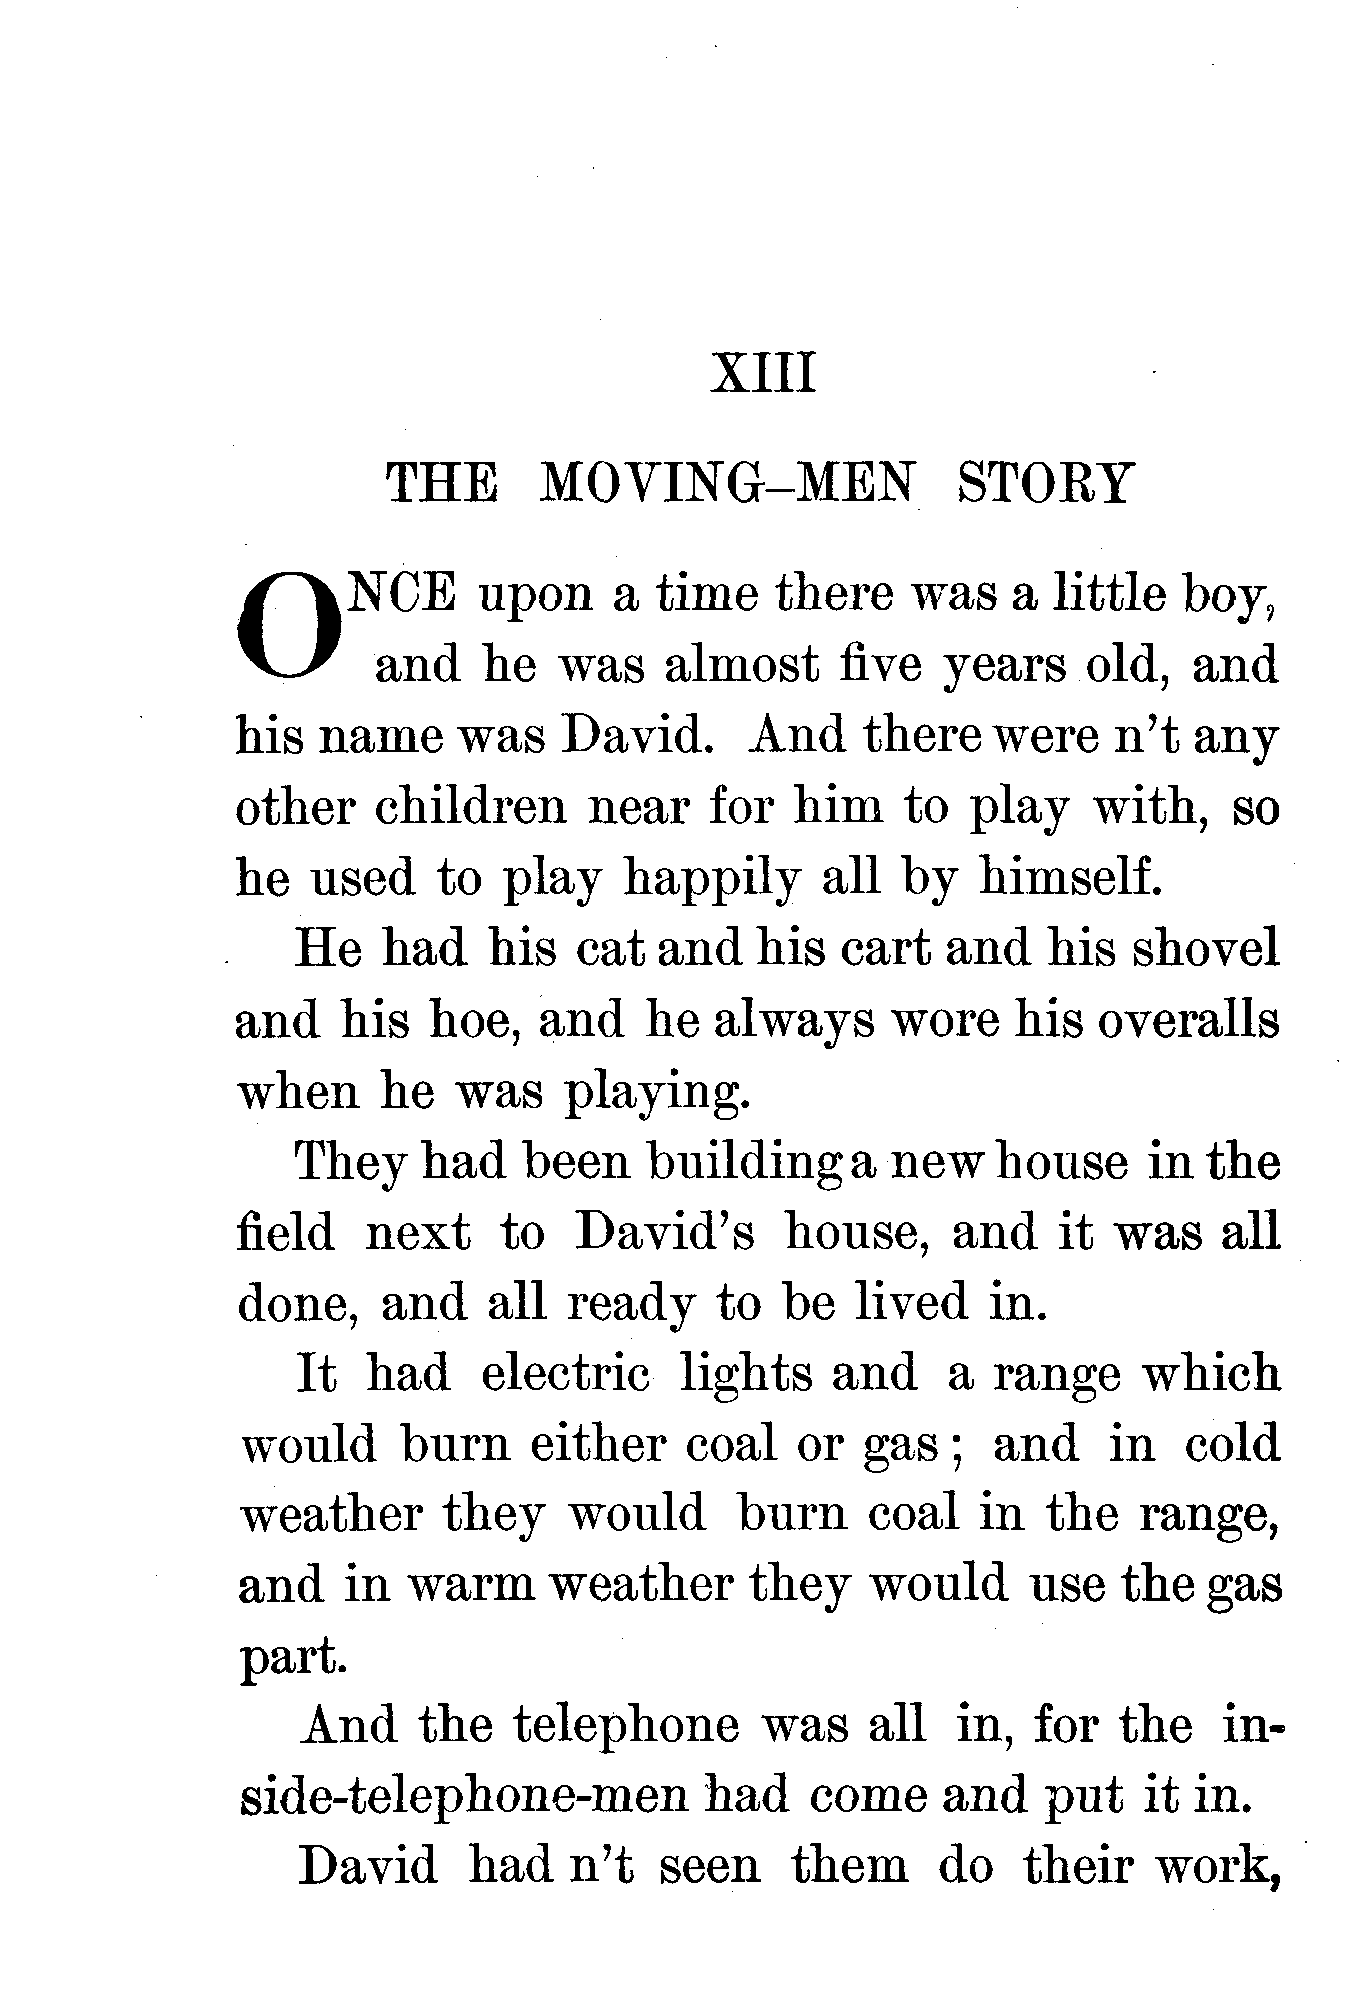 XIII
THE MOVING–MEN STORY
ONCE upon a time there was a little boy,
and he was almost five years old, and
his name was David. And there were n't any
other children near for him to play with, so
he used to play happily all by himself.
He had his cat and his cart and his shovel
and his hoe, and he always wore his overalls
when he was playing.
They had been building a new house in the
field next to David's house, and it was all
done, and all ready to be lived in.
It had electric lights and a range which
would burn either coal or gas; and in cold
weather they would burn coal in the range,
and in warm weather they would use the gas
part.
And the telephone was all in, for the in-
side-telephone-men had come and put it in.
David had n't seen them do their work,